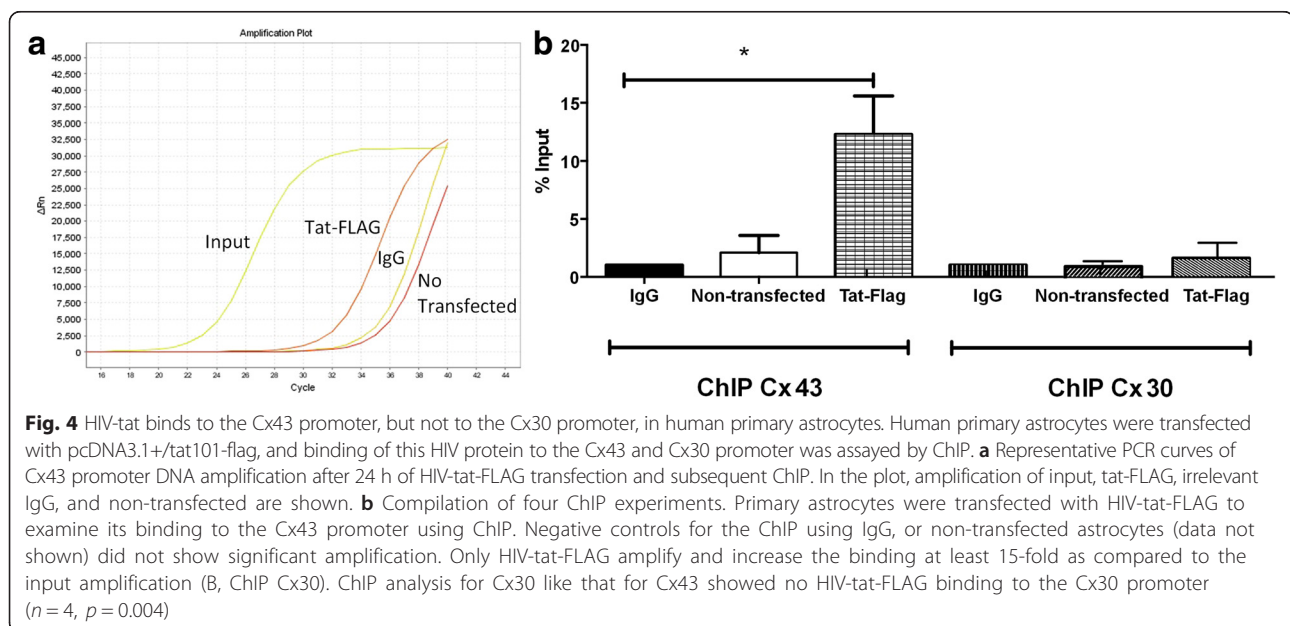 a
Amplification Plot
45,000
42,500
40,000
37,500
35,000
32,500
30,000
27,500
25,000
22,500
20,000
17,500
15,000
12,500
10,000
7,500
5,000
2,500
0
ΔRn
Input
Tat-FLAG
IgG
No
Transfected
16 18 20 22 24 26 28 30 32 34 36 38 40 42 44
Cycle
b
20
15
10
5
0
% Input
*
IgG Non-transfected Tat-Flag IgG Non-transfected Tat-Flag
ChIP Cx 43 ChIP Cx 30
Fig. 4 HIV-tat binds to the Cx43 promoter, but not to the Cx30 promoter, in human primary astrocytes. Human primary astrocytes were transfected
with pcDNA3.1+/tat101-flag, and binding of this HIV protein to the Cx43 and Cx30 promoter was assayed by ChIP. a Representative PCR curves of
Cx43 promoter DNA amplification after 24 h of HIV-tat-FLAG transfection and subsequent ChIP. In the plot, amplification of input, tat-FLAG, irrelevant
IgG, and non-transfected are shown. b Compilation of four ChIP experiments. Primary astrocytes were transfected with HIV-tat-FLAG to
examine its binding to the Cx43 promoter using ChIP. Negative controls for the ChIP using IgG, or non-transfected astrocytes (data not
shown) did not show significant amplification. Only HIV-tat-FLAG amplify and increase the binding at least 15-fold as compared to the
input amplification (B, ChIP Cx30). ChIP analysis for Cx30 like that for Cx43 showed no HIV-tat-FLAG binding to the Cx30 promoter
(n = 4, p = 0.004)